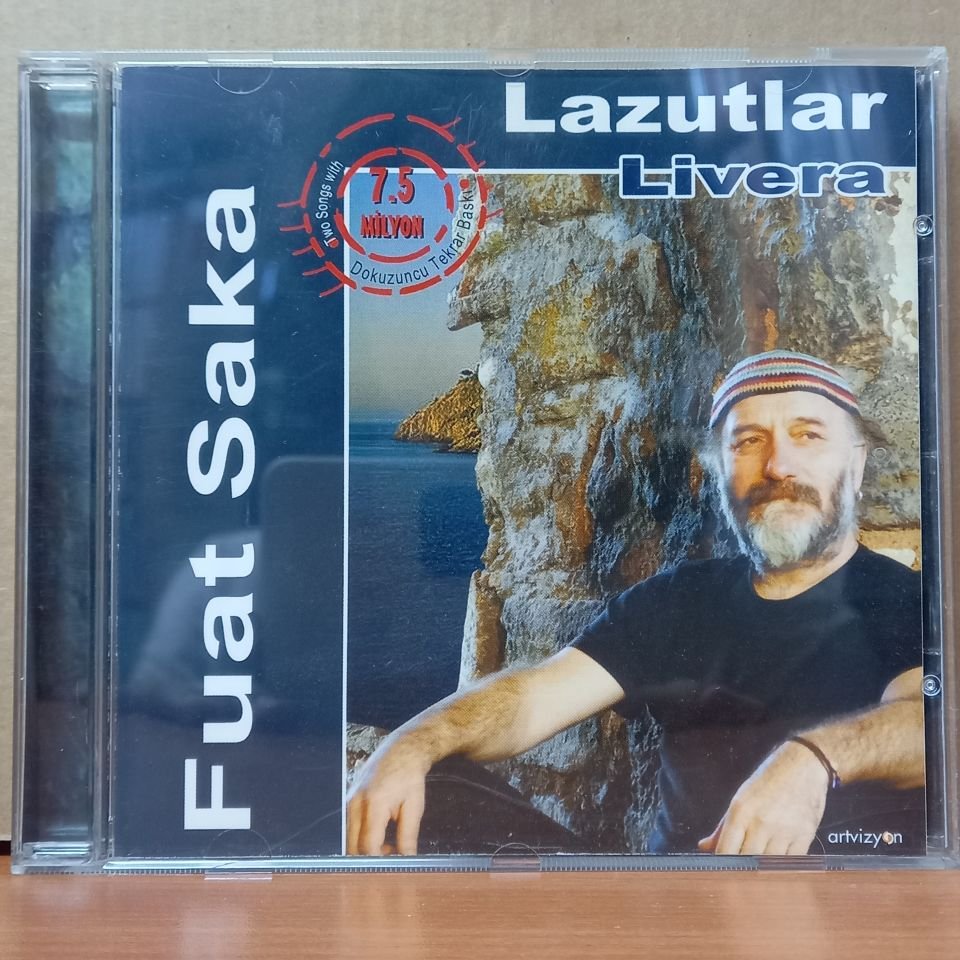 Lazutlar
Livera
Fuat Saka
Two Songs with
7.5
MİLYON
Dokuzuncu Tekrar Baskı
artvizyon